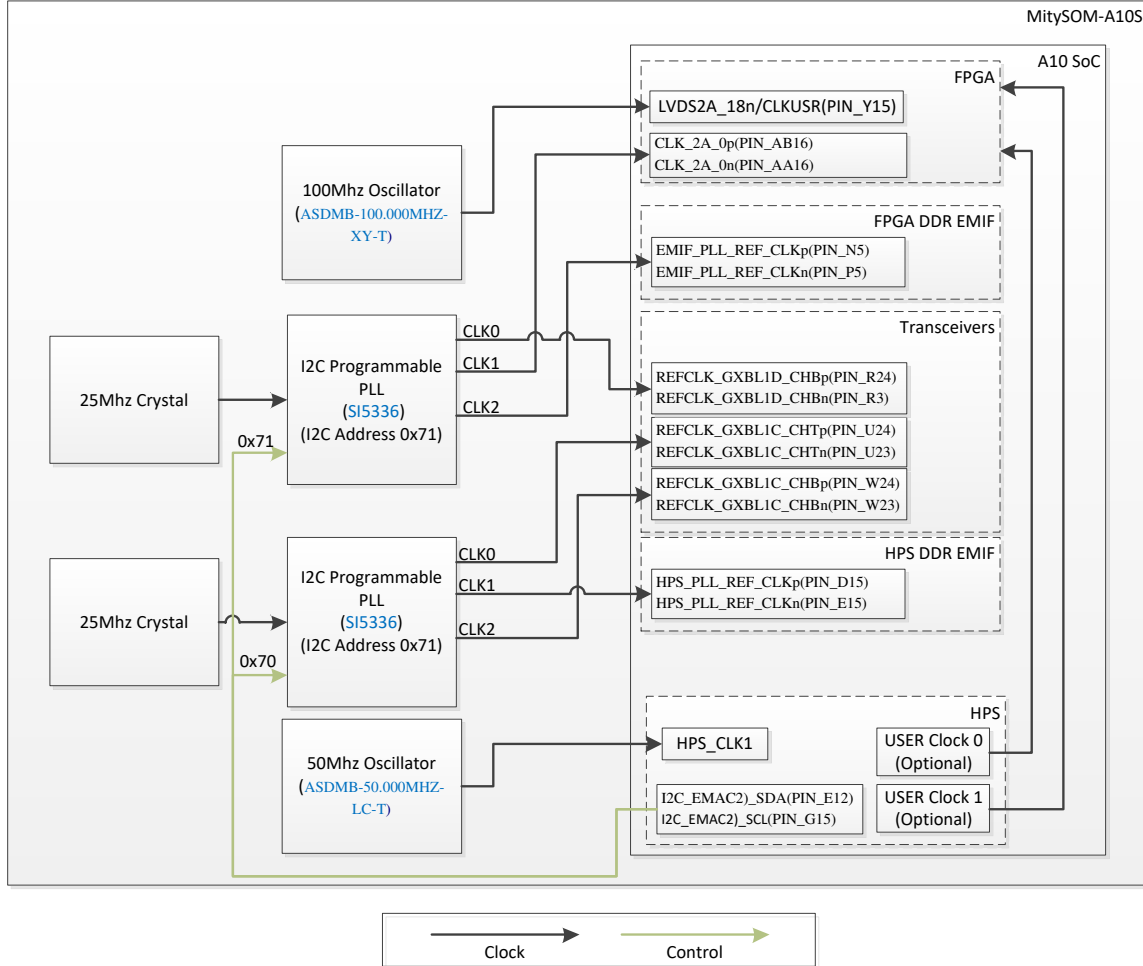 MitySOM-A10S
A10 SoC
FPGA
LVDS2A_18n/CLKUSR(PIN_Y15)
CLK_2A_0p(PIN_AB16)
CLK_2A_0n(PIN_AA16)
100Mhz Oscillator
(ASDMB-100.000MHZ-
XY-T)
FPGA DDR EMIF
EMIF_PLL_REF_CLKp(PIN_N5)
EMIF_PLL_REF_CLKn(PIN_P5)
25Mhz Crystal
I2C Programmable
PLL
(SI5336)
(I2C Address 0x71)
0x71
CLK0
CLK1
CLK2
Transceivers
REFCLK_GXBL1D_CHBp(PIN_R24)
REFCLK_GXBL1D_CHBn(PIN_R3)
REFCLK_GXBL1C_CHTp(PIN_U24)
REFCLK_GXBL1C_CHTn(PIN_U23)
REFCLK_GXBL1C_CHBp(PIN_W24)
REFCLK_GXBL1C_CHBn(PIN_W23)
25Mhz Crystal
I2C Programmable
PLL
(SI5336)
(I2C Address 0x71)
0x70
CLK0
CLK1
CLK2
HPS DDR EMIF
HPS_PLL_REF_CLKp(PIN_D15)
HPS_PLL_REF_CLKn(PIN_E15)
50Mhz Oscillator
(ASDMB-50.000MHZ-
LC-T)
HPS
HPS_CLK1
USER Clock 0
(Optional)
I2C_EMAC2)_SDA(PIN_E12)
I2C_EMAC2)_SCL(PIN_G15)
USER Clock 1
(Optional)
Clock
Control